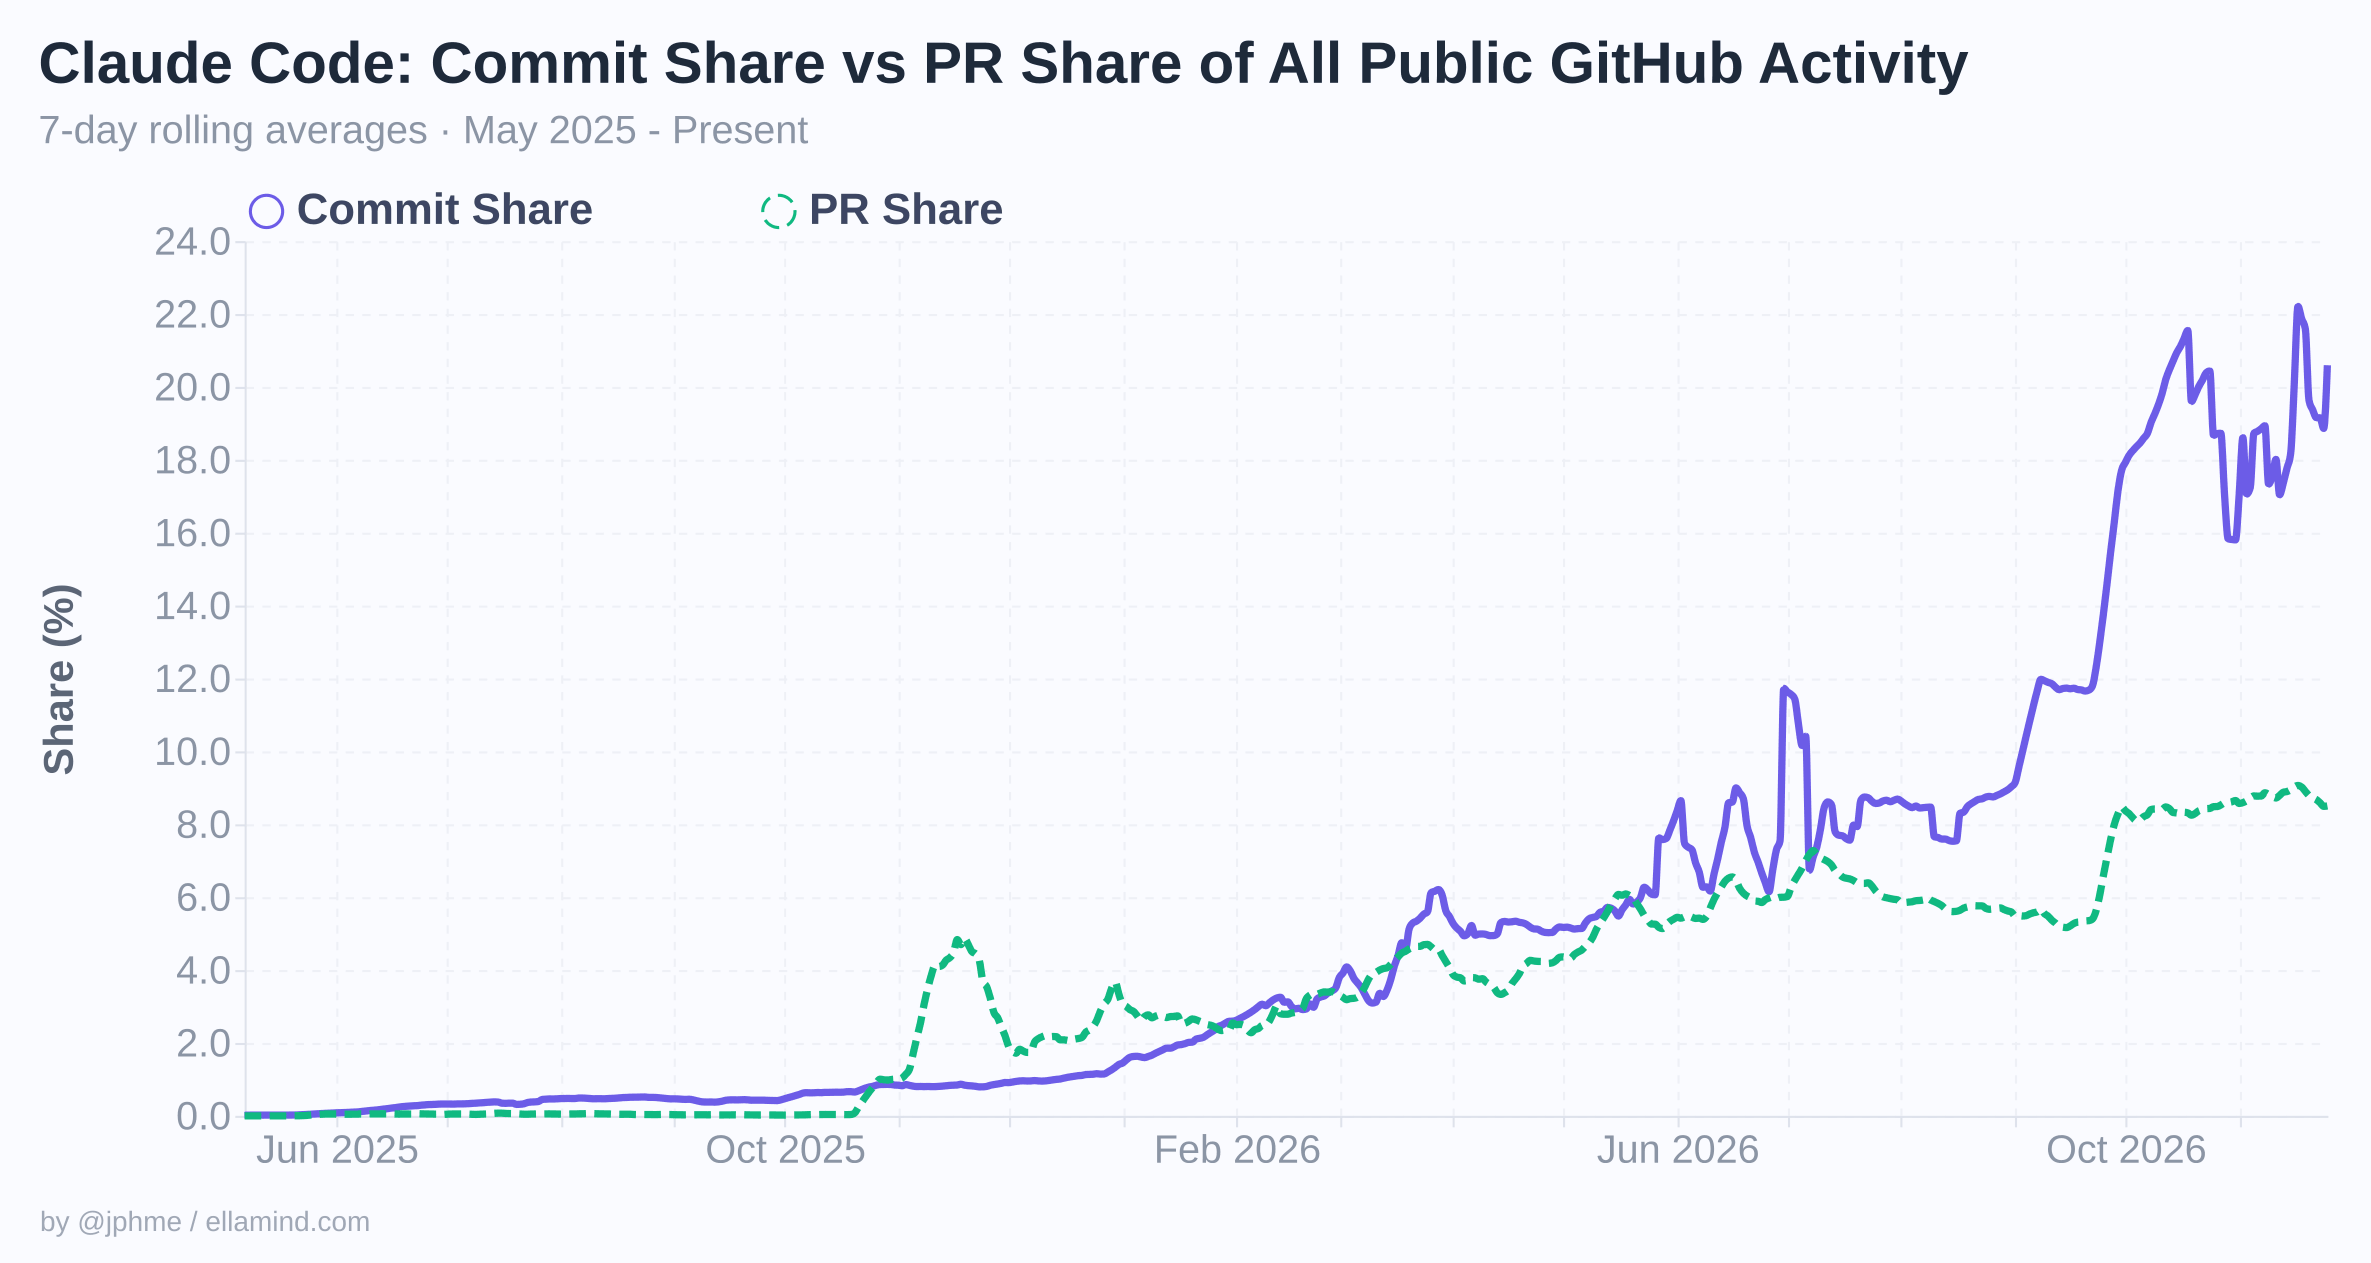 Claude Code: Commit Share vs PR Share of All Public GitHub Activity
7-day rolling averages · May 2025 - Present
Commit Share
PR Share
24.0
22.0
20.0
18.0
16.0
14.0
12.0
10.0
8.0
6.0
4.0
2.0
0.0
Share (%)
Jun 2025
Oct 2025
Feb 2026
Jun 2026
Oct 2026
by @jphme / ellamind.com